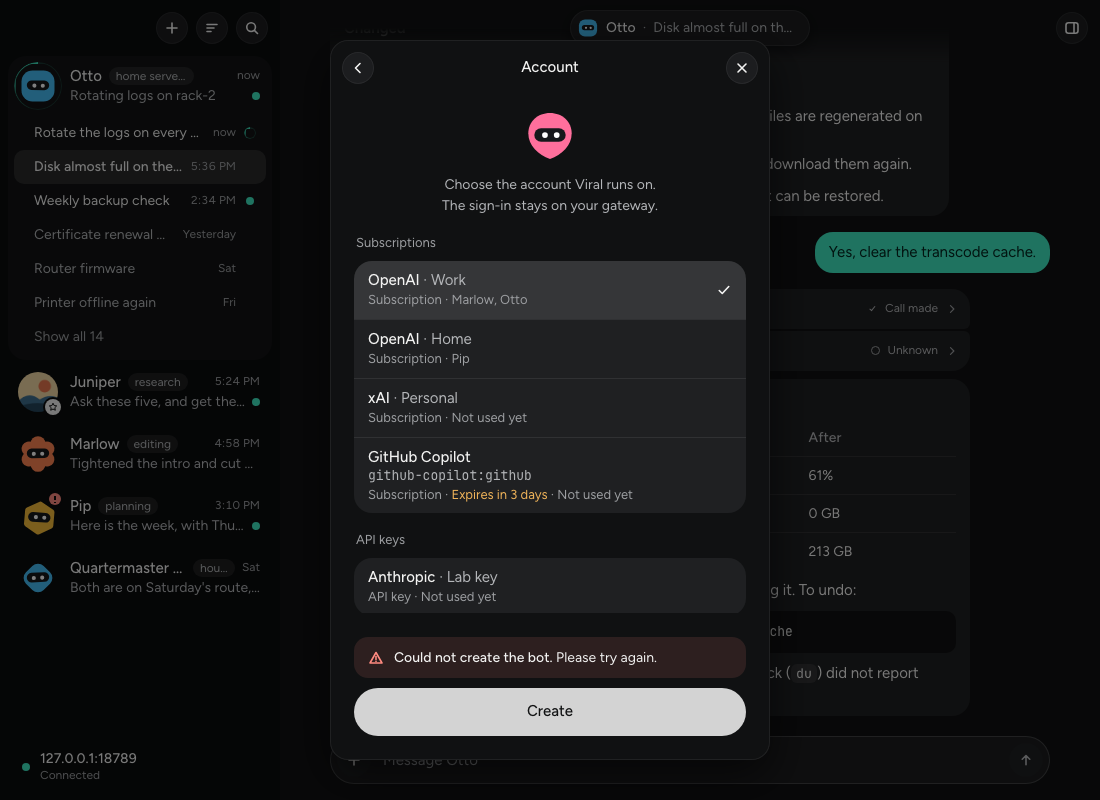 Otto · Disk almost full on th...
Otto home serve... now
Rotating logs on rack-2
Rotate the logs on every ... now
Disk almost full on the... 5:36 PM
Weekly backup check 2:34 PM
Certificate renewal ... Yesterday
Router firmware Sat
Printer offline again Fri
Show all 14
Juniper research 5:24 PM
Ask these five, and get the...
Marlow editing 4:58 PM
Tightened the intro and cut ...
Pip planning 3:10 PM
Here is the week, with Thu...
Quartermaster ... hou... Sat
Both are on Saturday's route,...
127.0.0.1:18789
Connected
Account
Choose the account Viral runs on.
The sign-in stays on your gateway.
Subscriptions
OpenAI · Work
Subscription · Marlow, Otto
OpenAI · Home
Subscription · Pip
xAI · Personal
Subscription · Not used yet
GitHub Copilot
github-copilot:github
Subscription · Expires in 3 days · Not used yet
API keys
Anthropic · Lab key
API key · Not used yet
Could not create the bot. Please try again.
Create
are regenerated on
download them again.
can be restored.
Yes, clear the transcode cache.
Call made
Unknown
After
61%
0 GB
213 GB
it. To undo:
( du ) did not report
Message Otto